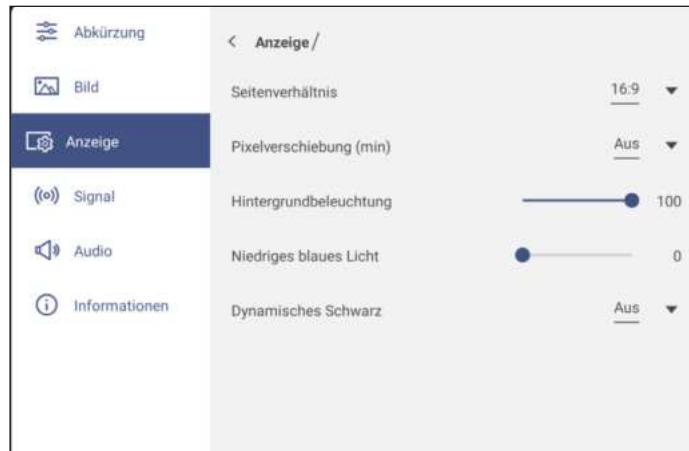 Abkürzung
Bild
Anzeige
Signal
Audio
Informationen
< Anzeige/
Seitenverhältnis 16:9
Pixelverschiebung (min) Aus
Hintergrundbeleuchtung 100
Niedriges blaues Licht 0
Dynamisches Schwarz Aus